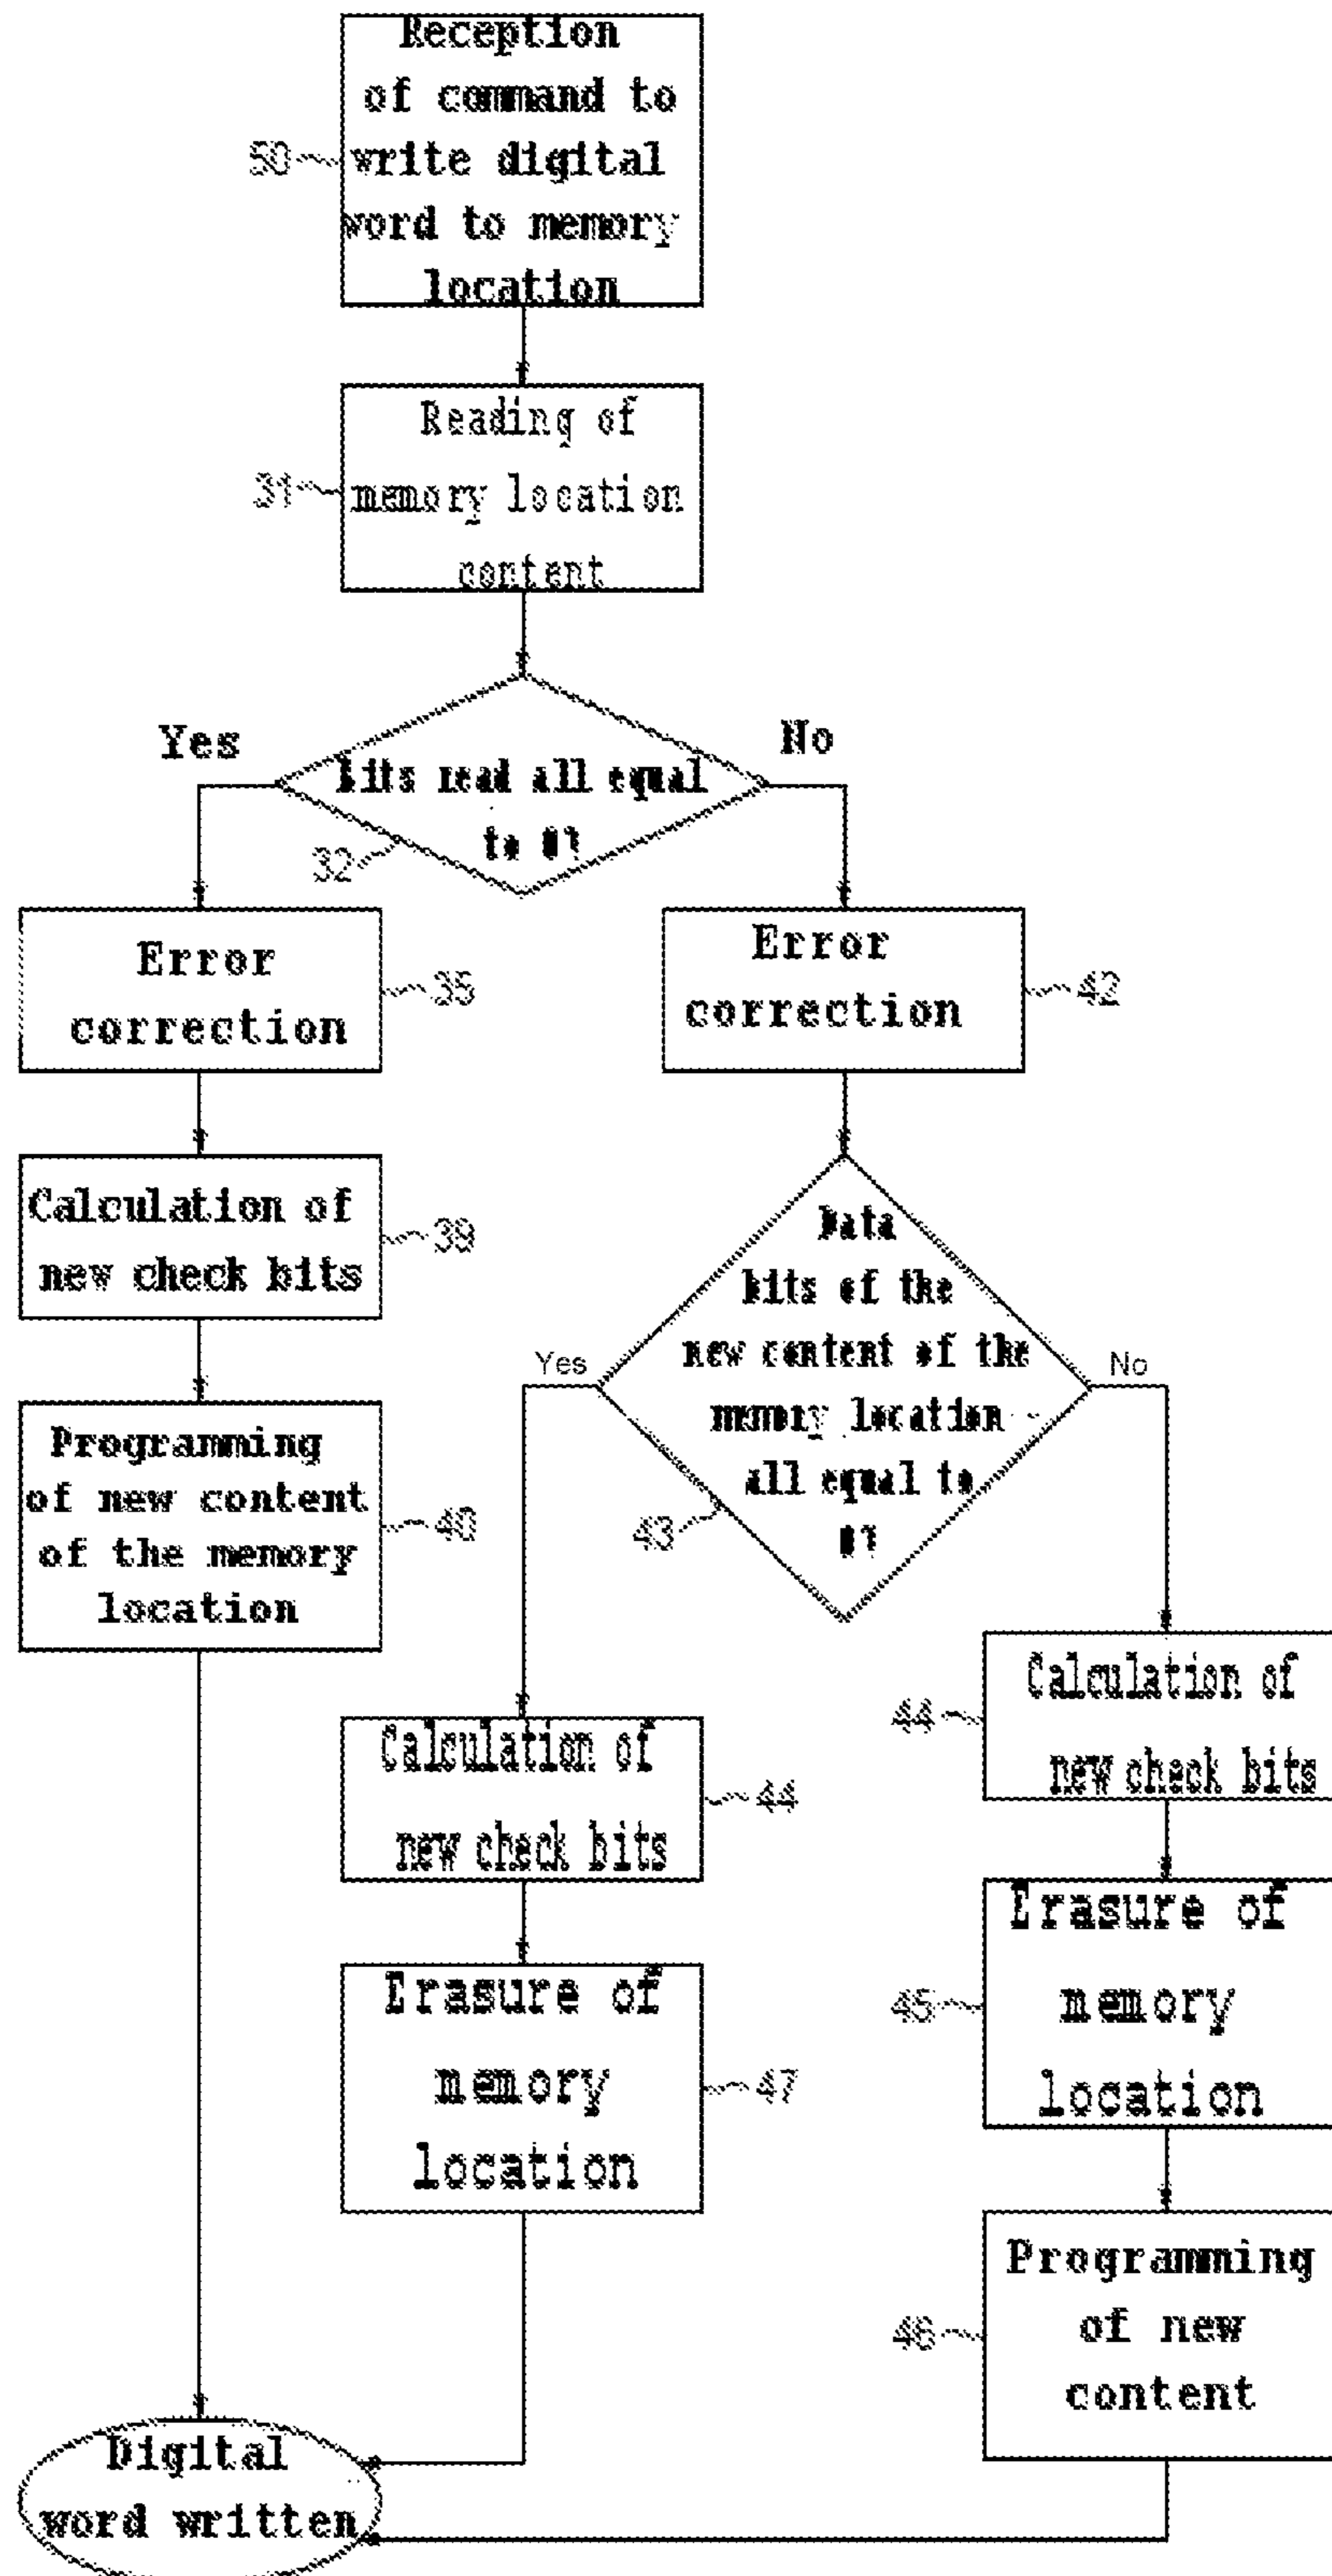 Reception
of command to
write digital
word to memory
location
50
Reading of
memory location
content
31
Yes
No
bits read all equal
to 0?
32
Error
correction
35
Error
correction
42
Calculation of
new check bits
39
Data
bits of the
new content of the
memory location
all equal to
0?
43
Yes
No
Programming
of new content
of the memory
location
40
Calculation of
new check bits
44
Calculation of
new check bits
44
Erasure of
memory
location
47
Erasure of
memory
location
45
Programming
of new
content
46
Digital
word written